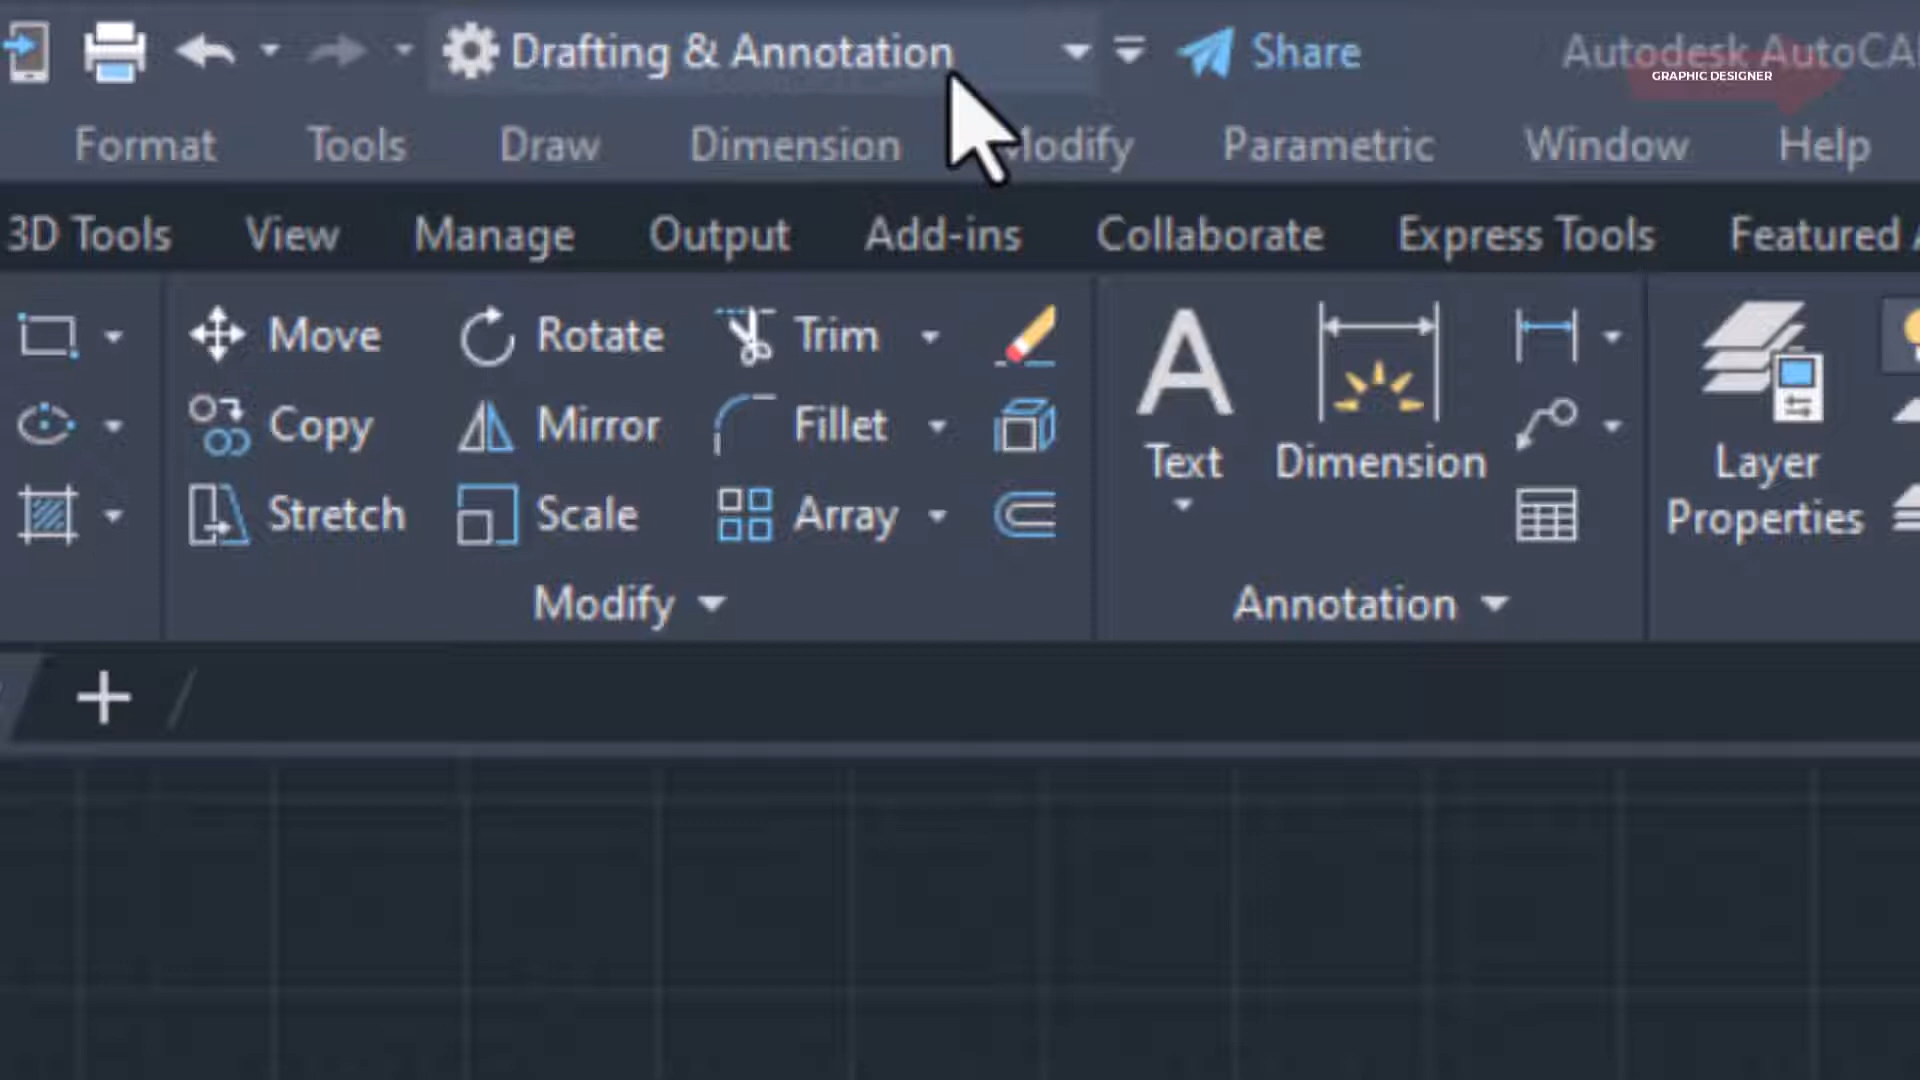 Drafting & Annotation Share Autodesk AutoCA
GRAPHIC DESIGNER
Format Tools Draw Dimension Modify Parametric Window Help
3D Tools View Manage Output Add-ins Collaborate Express Tools Featured A
Move Rotate Trim
Copy Mirror Fillet
Stretch Scale Array
Modify
Text Dimension
Annotation
Layer
Properties